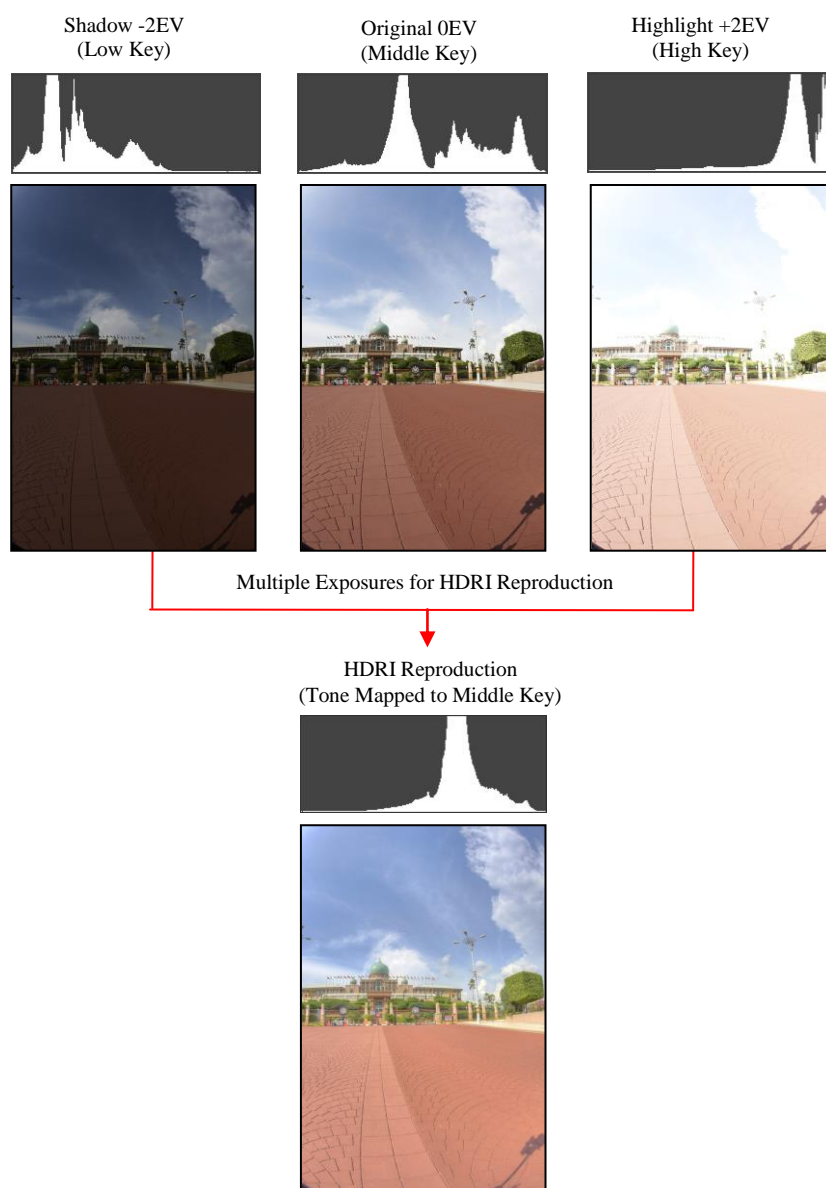 Shadow -2EV
(Low Key)
Original 0EV
(Middle Key)
Highlight +2EV
(High Key)
Multiple Exposures for HDRI Reproduction
HDRI Reproduction
(Tone Mapped to Middle Key)